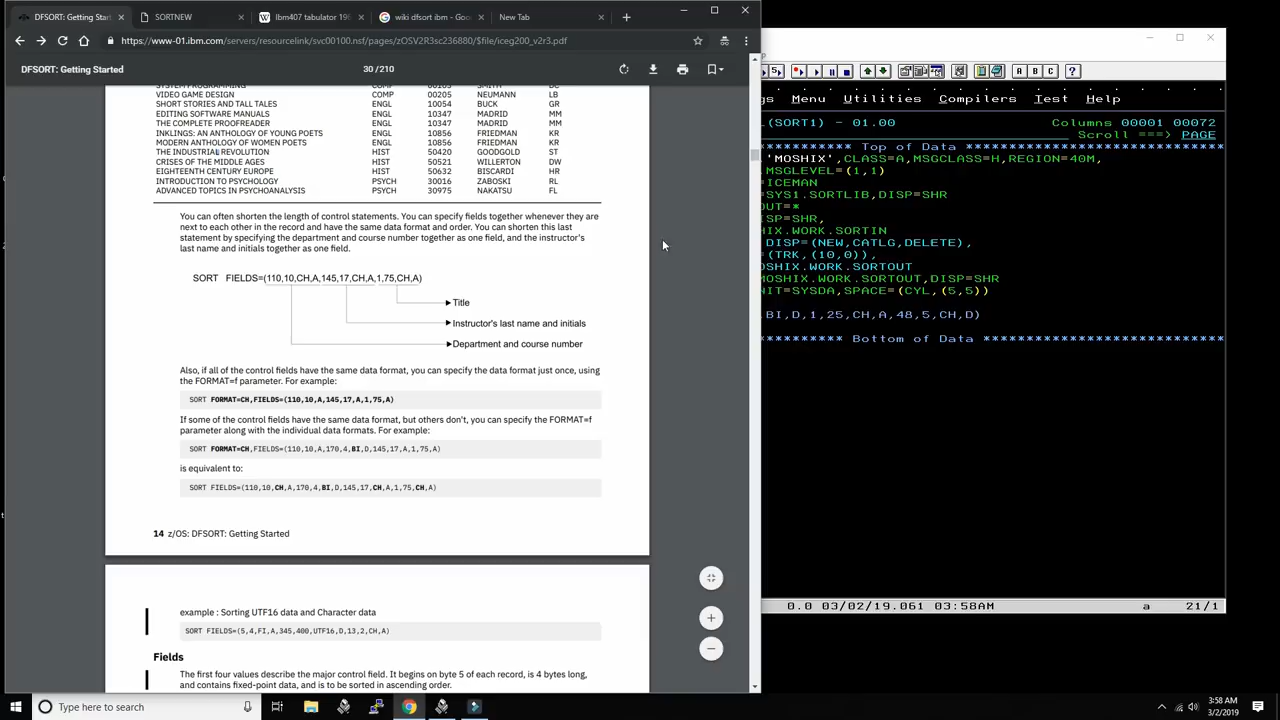 DFSORT: Getting Star
SORTNEW
Ibm407 tabulator 195
wiki dfsort ibm - Goo
New Tab
https://www-01.ibm.com/servers/resourcelink/svc00100.nsf/pages/zOSV2R3sc236880/$file/iceg200_v2r3.pdf
DFSORT: Getting Started
30 / 210
SYSTEM PROGRAMMING COMP 00103 SMITH DC
VIDEO GAME DESIGN COMP 00205 NEUMANN LB
SHORT STORIES AND TALL TALES ENGL 10054 BUCK GR
EDITING SOFTWARE MANUALS ENGL 10347 MADRID MM
THE COMPLETE PROOFREADER ENGL 10347 MADRID MM
INKLINGS: AN ANTHOLOGY OF YOUNG POETS ENGL 10856 FRIEDMAN KR
MODERN ANTHOLOGY OF WOMEN POETS ENGL 10856 FRIEDMAN KR
THE INDUSTRIAL REVOLUTION HIST 50420 GOODGOLD ST
CRISES OF THE MIDDLE AGES HIST 50521 WILLERTON DW
EIGHTEENTH CENTURY EUROPE HIST 50632 BISCARDI HR
INTRODUCTION TO PSYCHOLOGY PSYCH 30016 ZABOSKI RL
ADVANCED TOPICS IN PSYCHOANALYSIS PSYCH 30975 NAKATSU FL
You can often shorten the length of control statements. You can specify fields together whenever they are
next to each other in the record and have the same data format and order. You can shorten this last
statement by specifying the department and course number together as one field, and the instructor's
last name and initials together as one field.
SORT FIELDS=(110,10,CH,A,145,17,CH,A,1,75,CH,A)
Title
Instructor's last name and initials
Department and course number
Also, if all of the control fields have the same data format, you can specify the data format just once, using
the FORMAT=f parameter. For example:
SORT FORMAT=CH,FIELDS=(110,10,A,145,17,A,1,75,A)
If some of the control fields have the same data format, but others don't, you can specify the FORMAT=f
parameter along with the individual data formats. For example:
SORT FORMAT=CH,FIELDS=(110,10,A,170,4,BI,D,145,17,A,1,75,A)
is equivalent to:
SORT FIELDS=(110,10,CH,A,170,4,BI,D,145,17,CH,A,1,75,CH,A)
14 z/OS: DFSORT: Getting Started
example : Sorting UTF16 data and Character data
SORT FIELDS=(5,4,FI,A,345,400,UTF16,D,13,2,CH,A)
Fields
The first four values describe the major control field. It begins on byte 5 of each record, is 4 bytes long,
and contains fixed-point data, and is to be sorted in ascending order.
5 A B C ?
gs Menu Utilities Compilers Test Help
L(SORT1) - 01.00 Columns 00001 00072
Scroll ===> PAGE
********** Top of Data **********************
'MOSHIX',CLASS=A,MSGCLASS=H,REGION=40M,
MSGLEVEL=(1,1)
=ICEMAN
=SYS1.SORTLIB,DISP=SHR
OUT=*
ISP=SHR,
SHIX.WORK.SORTIN
DISP=(NEW,CATLG,DELETE),
=(TRK,(10,0)),
MOSHIX.WORK.SORTOUT
MOSHIX.WORK.SORTOUT,DISP=SHR
NIT=SYSDA,SPACE=(CYL,(5,5))
BI,D,1,25,CH,A,48,5,CH,D)
********* Bottom of Data ********************
0.0 03/02/19.061 03:58AM a 21/1
Type here to search
3:58 AM
3/2/2019